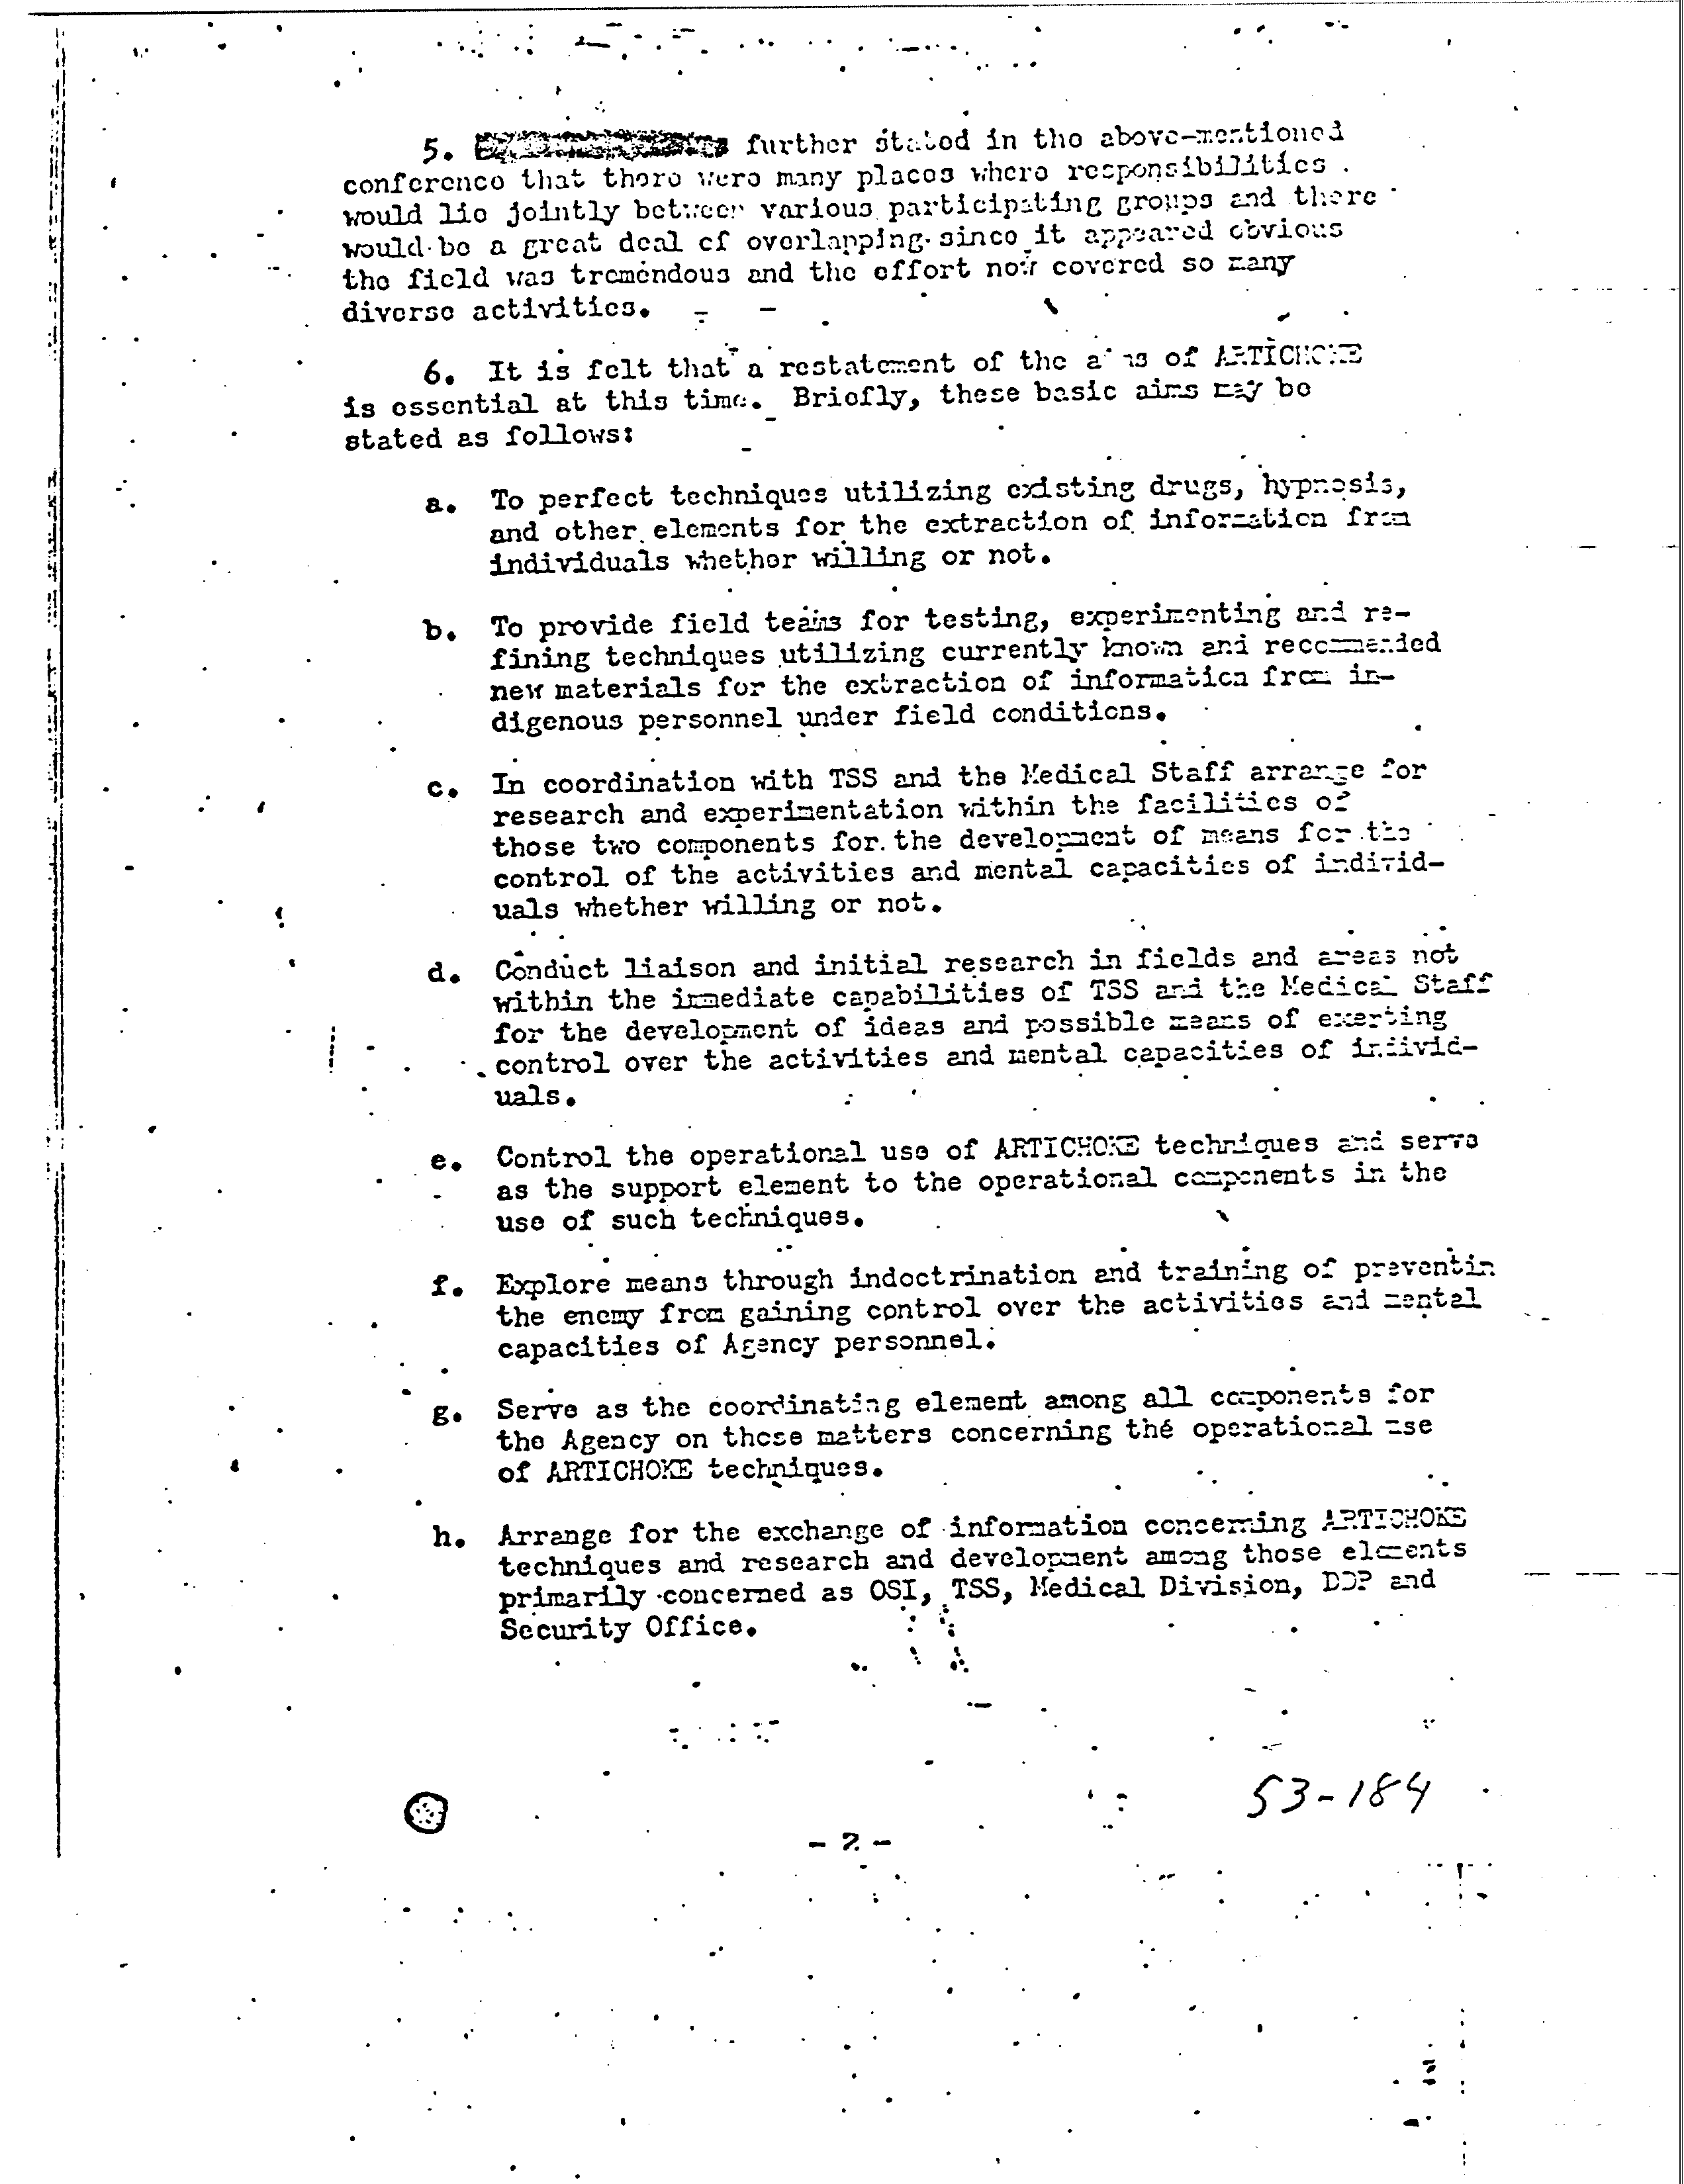 5. further stated in the above-mentioned
conference that there were many places where responsibilities
would lie jointly between various participating groups and there
would be a great deal of overlapping since it appeared obvious
the field was tremendous and the effort now covered so many
diverse activities.
6. It is felt that a restatement of the of ARTICHOKE
is essential at this time. Briefly, these basic aims may be
stated as follows:
a. To perfect techniques utilizing existing drugs, hypnosis,
and other elements for the extraction of information from
individuals whether willing or not.
b. To provide field teams for testing, experimenting and re-
fining techniques utilizing currently known and recommended
new materials for the extraction of information from in-
digenous personnel under field conditions.
c. In coordination with TSS and the Medical Staff arrange for
research and experimentation within the facilities of
those two components for the development of means for the
control of the activities and mental capacities of individ-
uals whether willing or not.
d. Conduct liaison and initial research in fields and areas not
within the immediate capabilities of TSS and the Medical Staff
for the development of ideas and possible means of exerting
control over the activities and mental capacities of individ-
uals.
e. Control the operational use of ARTICHOKE techniques and serve
as the support element to the operational components in the
use of such techniques.
f. Explore means through indoctrination and training of preventin
the enemy from gaining control over the activities and mental
capacities of Agency personnel.
g. Serve as the coordinating element among all components for
the Agency on these matters concerning the operational use
of ARTICHOKE techniques.
h. Arrange for the exchange of information concerning ARTICHOKE
techniques and research and development among those elements
primarily concerned as OSI, TSS, Medical Division, DDP and
Security Office.
53-184
- 2 -